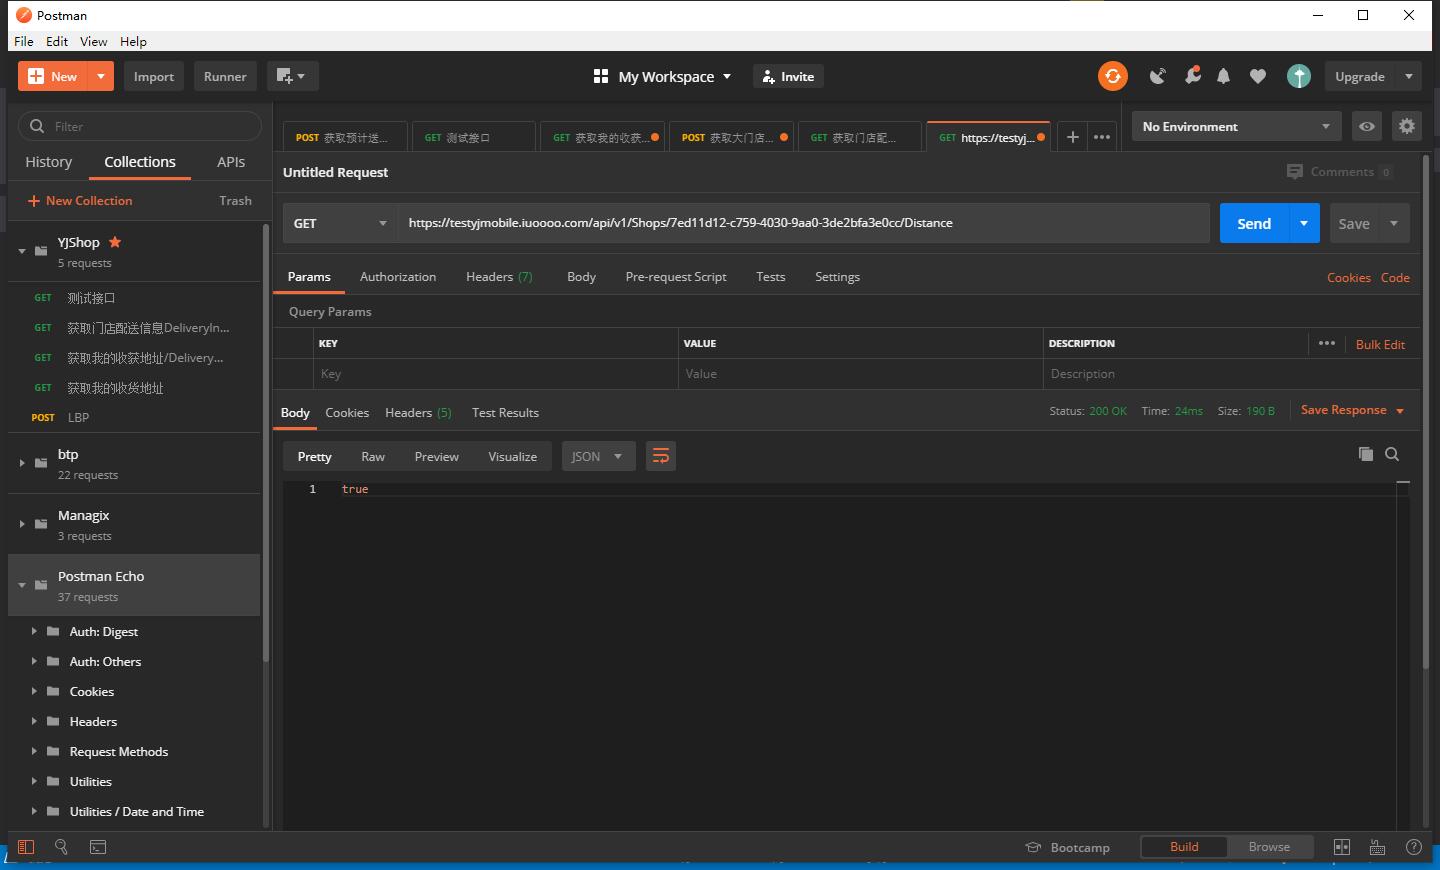 Postman
File Edit View Help
New Import Runner My Workspace Invite Upgrade
Filter
History Collections APIs
New Collection Trash
YJShop
5 requests
GET 测试接口
GET 获取门店配送信息DeliveryIn...
GET 获取我的收获地址/Delivery...
GET 获取我的收货地址
POST LBP
btp
22 requests
Managix
3 requests
Postman Echo
37 requests
Auth: Digest
Auth: Others
Cookies
Headers
Request Methods
Utilities
Utilities / Date and Time
POST 获取预计送... GET 测试接口 GET 获取我的收获... POST 获取大门店... GET 获取门店配... GET https://testyj... No Environment
Untitled Request Comments 0
GET https://testyjmobile.iuoooo.com/api/v1/Shops/7ed11d12-c759-4030-9aa0-3de2bfa3e0cc/Distance Send Save
Params Authorization Headers (7) Body Pre-request Script Tests Settings Cookies Code
Query Params
KEY VALUE DESCRIPTION Bulk Edit
Key Value Description
Body Cookies Headers (5) Test Results Status: 200 OK Time: 24ms Size: 190 B Save Response
Pretty Raw Preview Visualize JSON
1 true
Bootcamp Build Browse